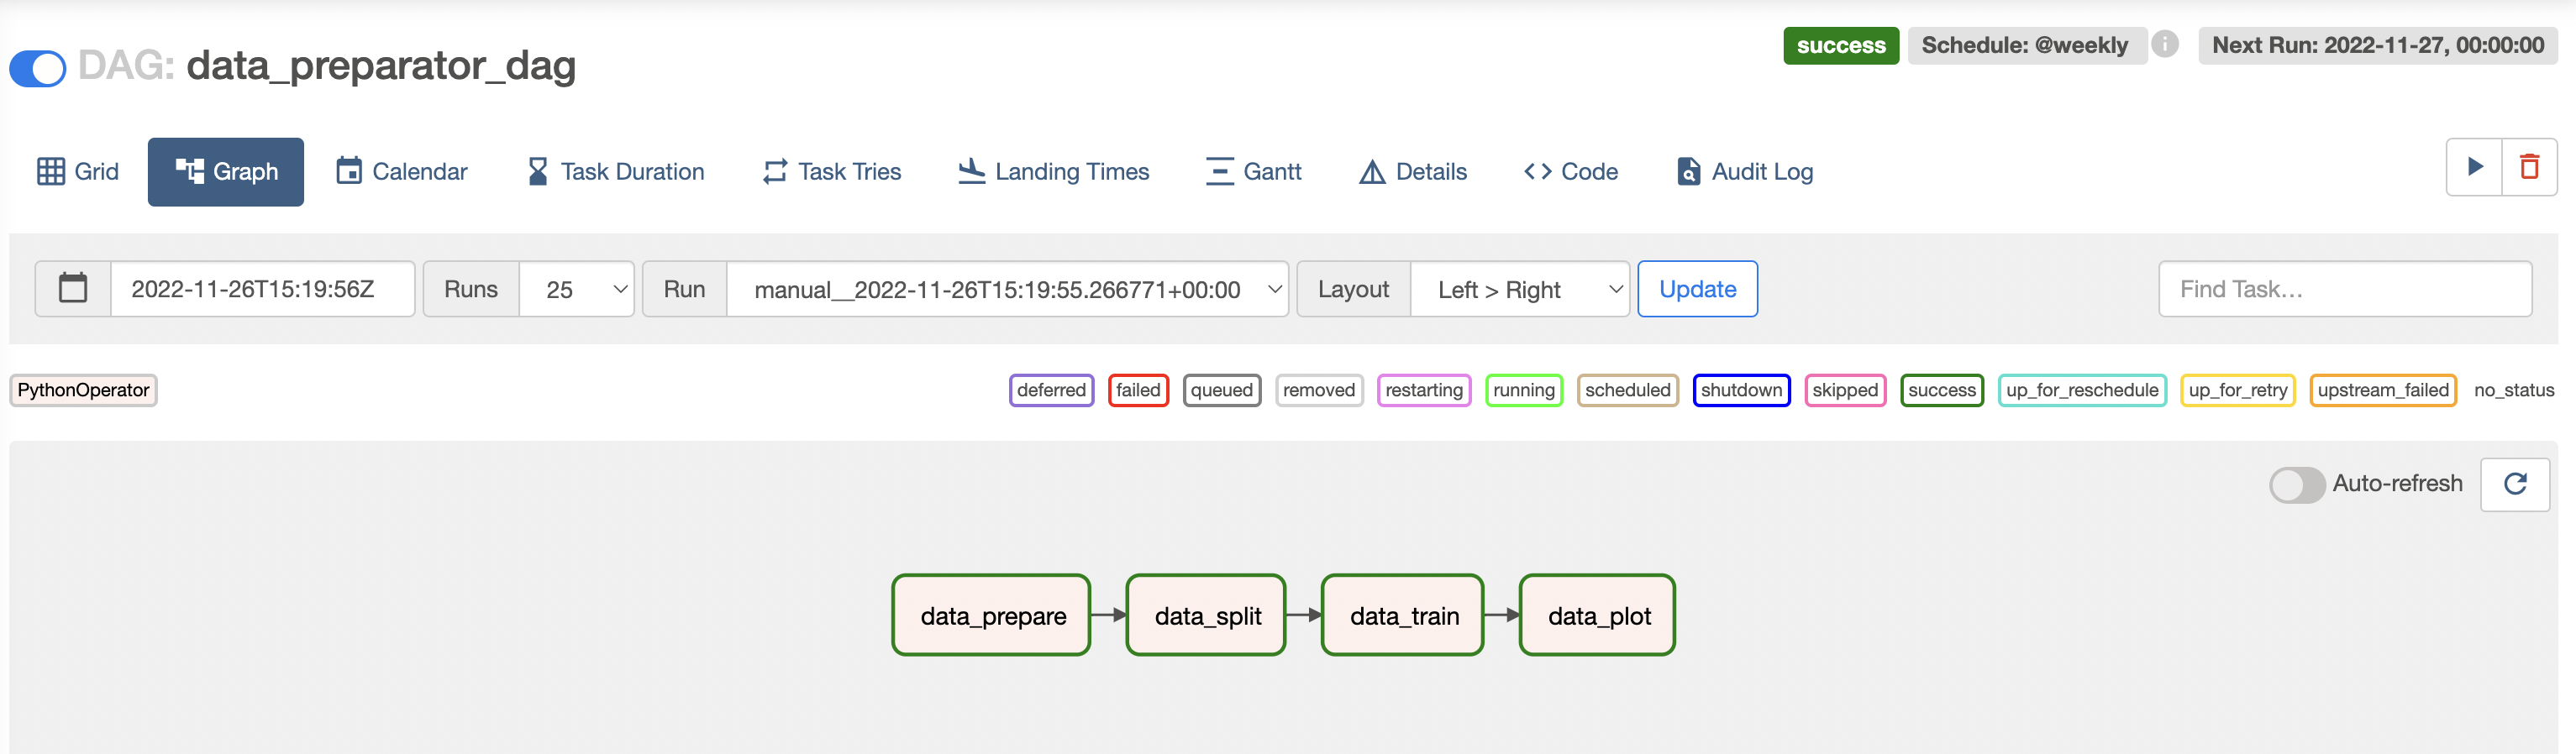 DAG: data_preparator_dag
success Schedule: @weekly i Next Run: 2022-11-27, 00:00:00
Grid Graph Calendar Task Duration Task Tries Landing Times Gantt Details <> Code Audit Log
2022-11-26T15:19:56Z Runs 25 Run manual__2022-11-26T15:19:55.266771+00:00 Layout Left > Right Update Find Task...
PythonOperator deferred failed queued removed restarting running scheduled shutdown skipped success up_for_reschedule up_for_retry upstream_failed no_status
Auto-refresh
data_prepare data_split data_train data_plot